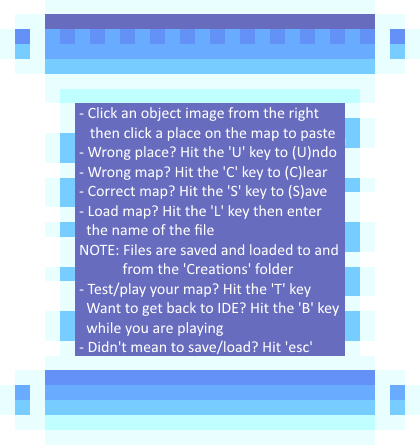 - Click an object image from the right
then click a place on the map to paste
- Wrong place? Hit the 'U' key to (U)ndo
- Wrong map? Hit the 'C' key to (C)lear
- Correct map? Hit the 'S' key to (S)ave
- Load map? Hit the 'L' key then enter
the name of the file
NOTE: Files are saved and loaded to and
from the 'Creations' folder
- Test/play your map? Hit the 'T' key
Want to get back to IDE? Hit the 'B' key
while you are playing
- Didn't mean to save/load? Hit 'esc'